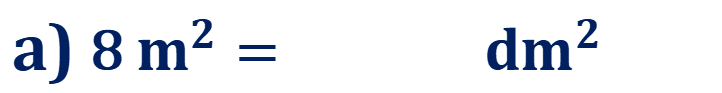 a) 8 m² = dm²